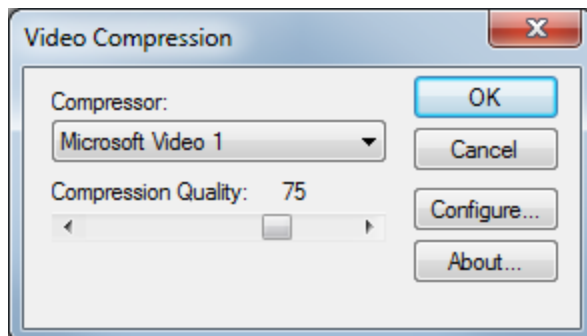 Video Compression
Compressor:
Microsoft Video 1
Compression Quality: 75
OK
Cancel
Configure...
About...